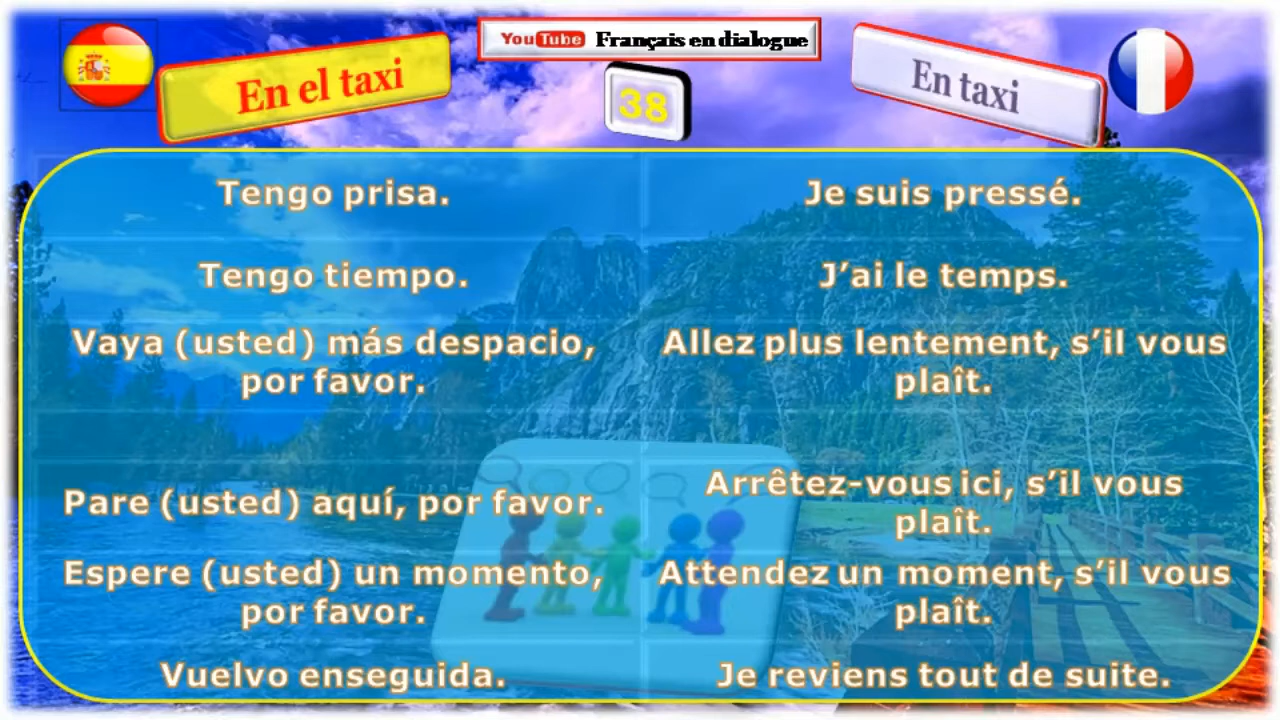 YouTube Français en dialogue
En el taxi
38
En taxi
Tengo prisa.
Je suis pressé.
Tengo tiempo.
J’ai le temps.
Vaya (usted) más despacio,
por favor.
Allez plus lentement, s’il vous
plaît.
Pare (usted) aquí, por favor.
Arrêtez-vous ici, s’il vous
plaît.
Espere (usted) un momento,
por favor.
Attendez un moment, s’il vous
plaît.
Vuelvo enseguida.
Je reviens tout de suite.